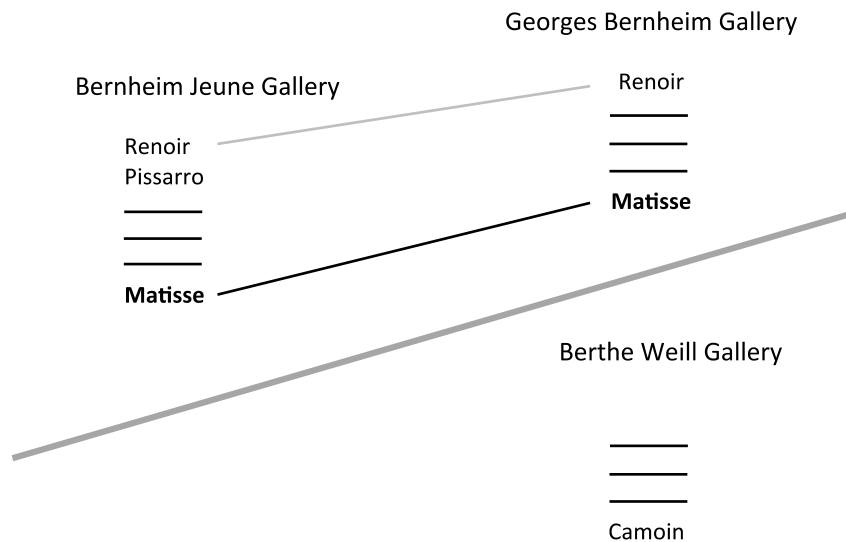 Georges Bernheim Gallery
Renoir
Matisse
Bernheim Jeune Gallery
Renoir
Pissarro
Matisse
Berthe Weill Gallery
Camoin